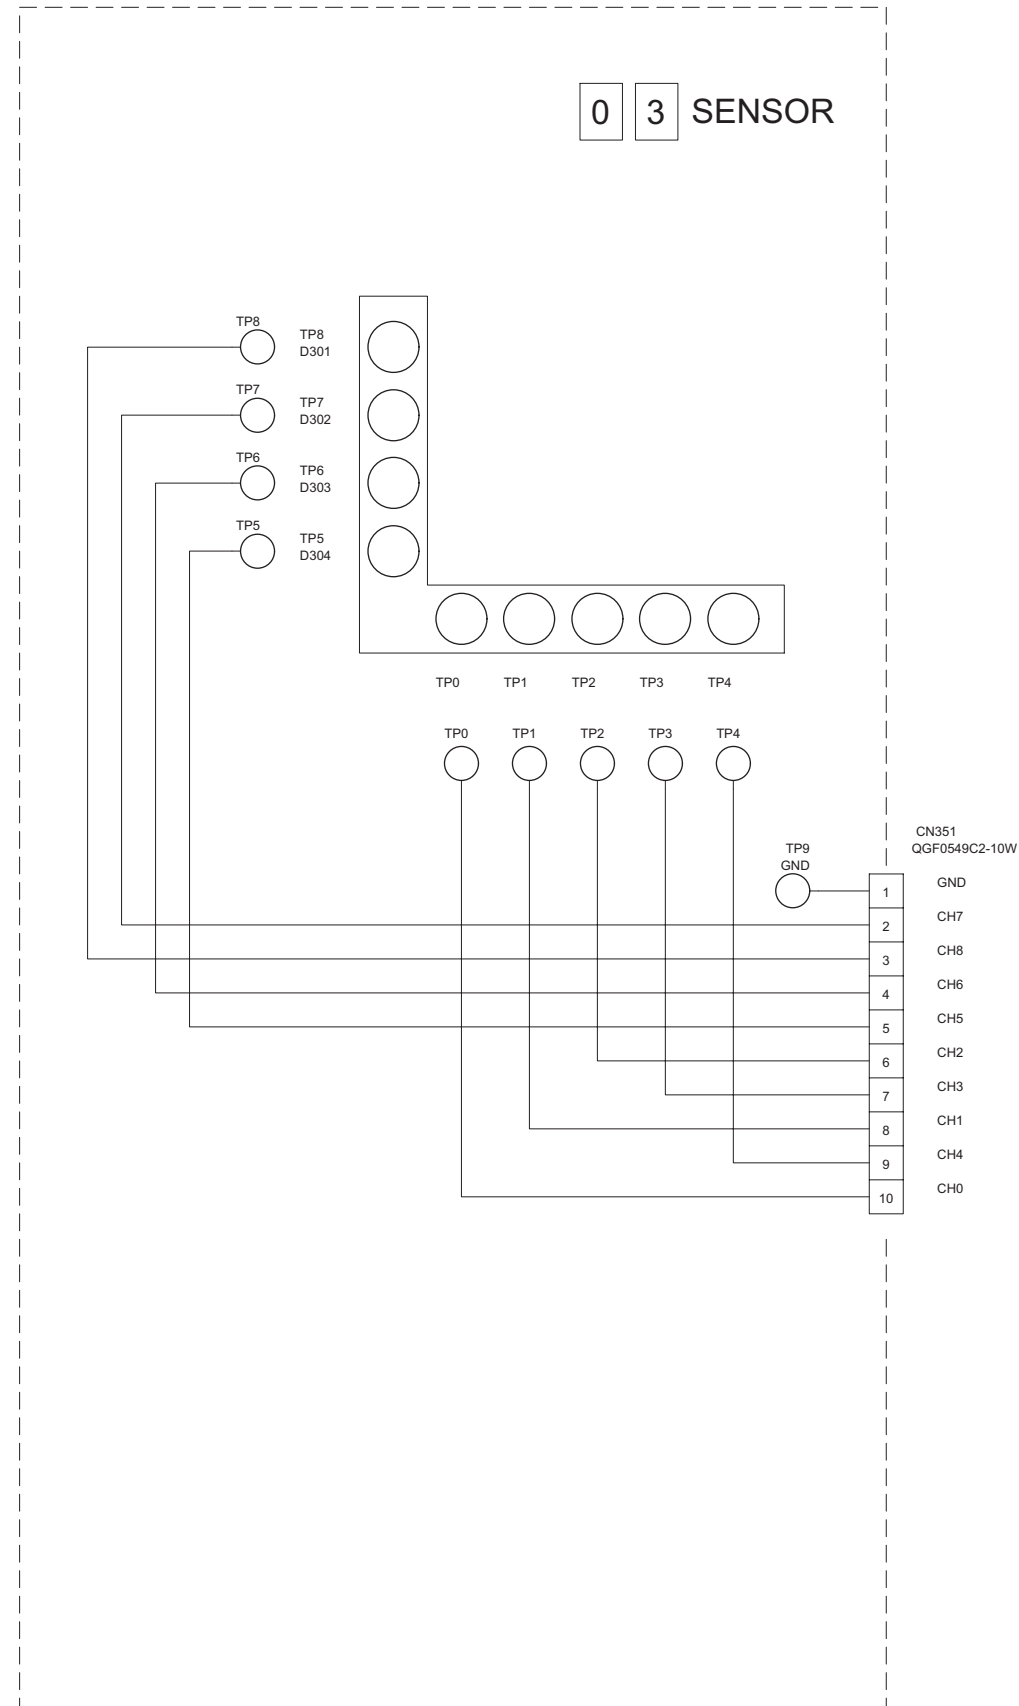 0 3 SENSOR
TP8
TP8
D301
TP7
TP7
D302
TP6
TP6
D303
TP5
TP5
D304
TP0 TP1 TP2 TP3 TP4
TP0 TP1 TP2 TP3 TP4
CN351
QGF0549C2-10W
TP9
GND
1 GND
2 CH7
3 CH8
4 CH6
5 CH5
6 CH2
7 CH3
8 CH1
9 CH4
10 CH0